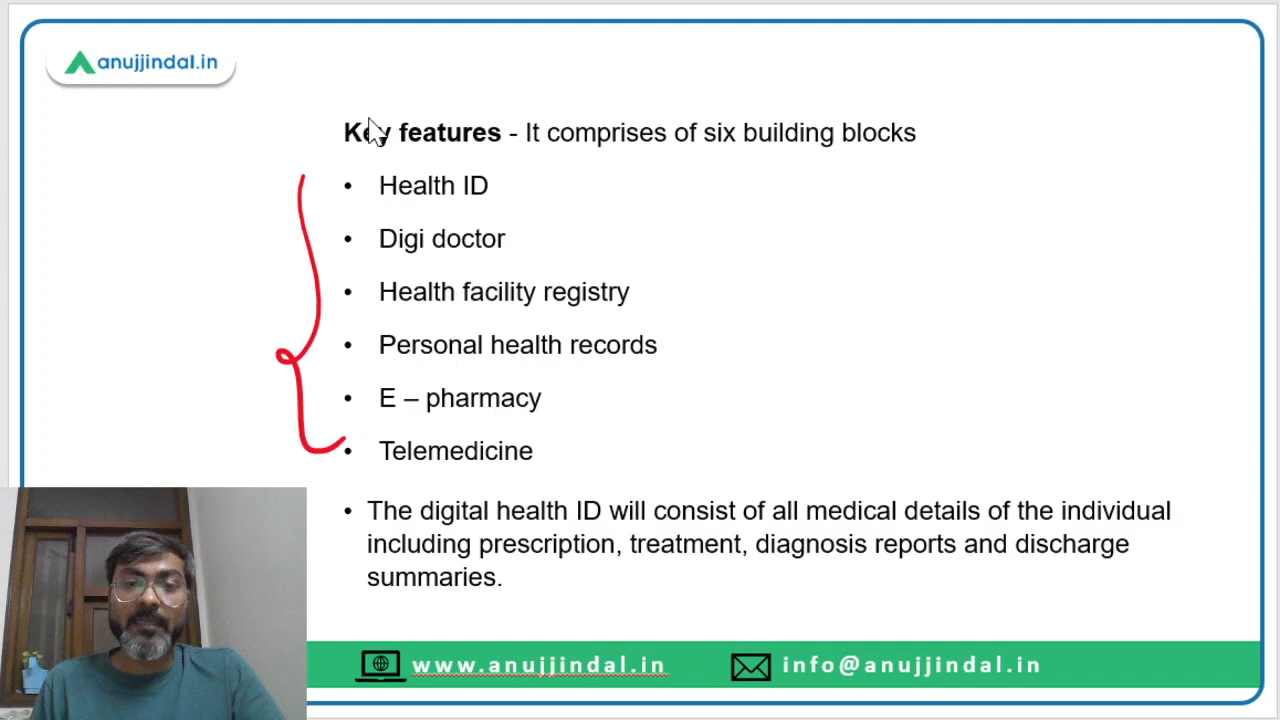 anujjindal.in
Key features - It comprises of six building blocks
• Health ID
• Digi doctor
• Health facility registry
• Personal health records
• E – pharmacy
• Telemedicine
• The digital health ID will consist of all medical details of the individual
including prescription, treatment, diagnosis reports and discharge
summaries.
www.anujjindal.in info@anujjindal.in